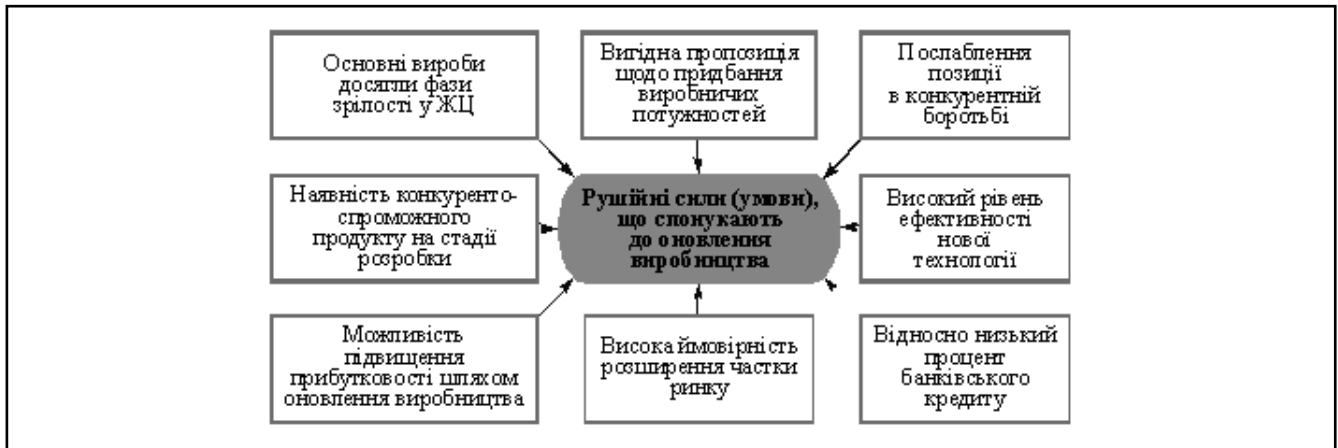 Основні вироби
досягли фази
зрілості у ЖЦ
Вигідна пропозиція
щодо придбання
виробничих
потужностей
Послаблення
позиції
в конкурентній
боротьбі
Наявність конкуренто-
спроможного
продукту на стадії
розробки
Рушійні сили (умови),
що спонукають
до оновлення
виробництва
Високий рівень
ефективності
нової
технології
Можливість
підвищення
прибутковості шляхом
оновлення виробництва
Висока ймовірність
розширення частки
ринку
Відносно низький
процент
банківського
кредиту